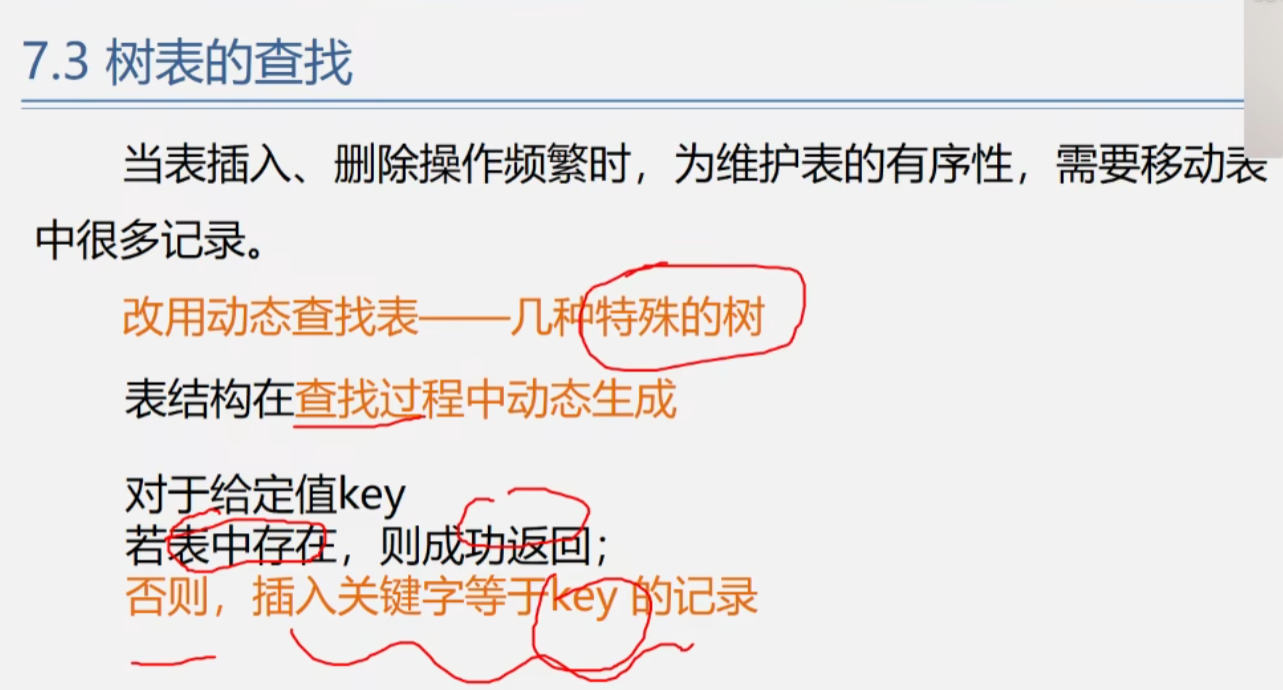 7.3 树表的查找
当表插入、删除操作频繁时，为维护表的有序性，需要移动表
中很多记录。
改用动态查找表——几种特殊的树
表结构在查找过程中动态生成
对于给定值key
若表中存在，则成功返回；
否则，插入关键字等于key 的记录